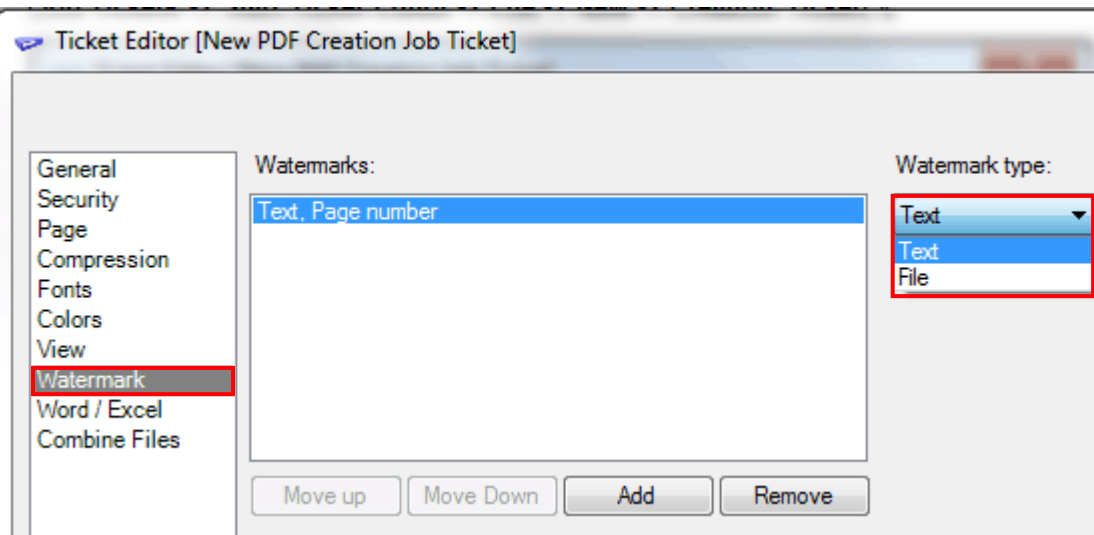 Ticket Editor [New PDF Creation Job Ticket]
General
Security
Page
Compression
Fonts
Colors
View
Watermark
Word / Excel
Combine Files
Watermarks:
Text, Page number
Move up
Move Down
Add
Remove
Watermark type:
Text
Text
File